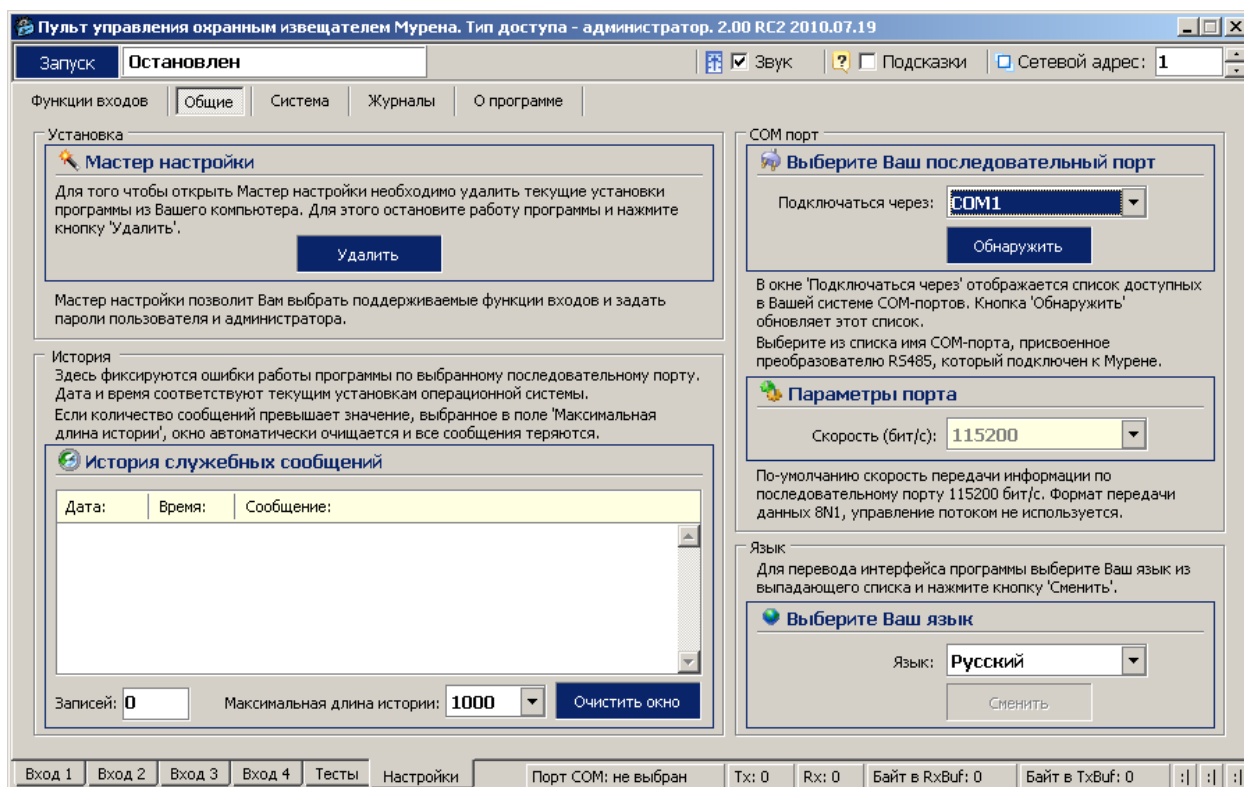 Пульт управления охранным извещателем Мурена. Тип доступа - администратор. 2.00 RC2 2010.07.19
Запуск Остановлен Звук Подсказки Сетевой адрес: 1
Функции входов Общие Система Журналы О программе
Установка
Мастер настройки
Для того чтобы открыть Мастер настройки необходимо удалить текущие установки
программы из Вашего компьютера. Для этого остановите работу программы и нажмите
кнопку 'Удалить'.
Удалить
Мастер настройки позволит Вам выбрать поддерживаемые функции входов и задать
пароли пользователя и администратора.
История
Здесь фиксируются ошибки работы программы по выбранному последовательному порту.
Дата и время соответствуют текущим установкам операционной системы.
Если количество сообщений превышает значение, выбранное в поле 'Максимальная
длина истории', окно автоматически очищается и все сообщения теряются.
История служебных сообщений
Дата: Время: Сообщение:
Записей: 0 Максимальная длина истории: 1000 Очистить окно
COM порт
Выберите Ваш последовательный порт
Подключаться через: COM1
Обнаружить
В окне 'Подключаться через' отображается список доступных
в Вашей системе COM-портов. Кнопка 'Обнаружить'
обновляет этот список.
Выберите из списка имя COM-порта, присвоенное
преобразователю RS485, который подключен к Мурене.
Параметры порта
Скорость (бит/с): 115200
По-умолчанию скорость передачи информации по
последовательному порту 115200 бит/с. Формат передачи
данных 8N1, управление потоком не используется.
Язык
Для перевода интерфейса программы выберите Ваш язык из
выпадающего списка и нажмите кнопку 'Сменить'.
Выберите Ваш язык
Язык: Русский
Сменить
Вход 1 Вход 2 Вход 3 Вход 4 Тесты Настройки Порт COM: не выбран Tx: 0 Rx: 0 Байт в RxBuf: 0 Байт в TxBuf: 0 :| :| :|